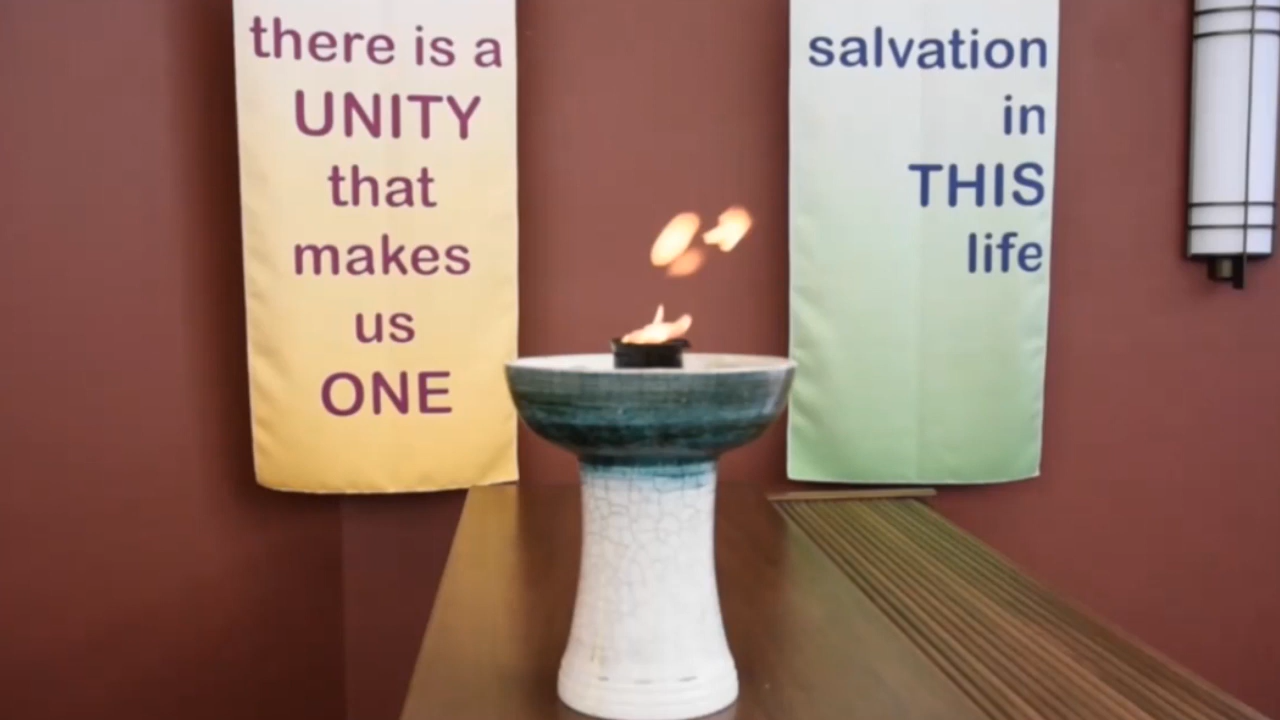 there is a
UNITY
that
makes
us
ONE
salvation
in
THIS
life